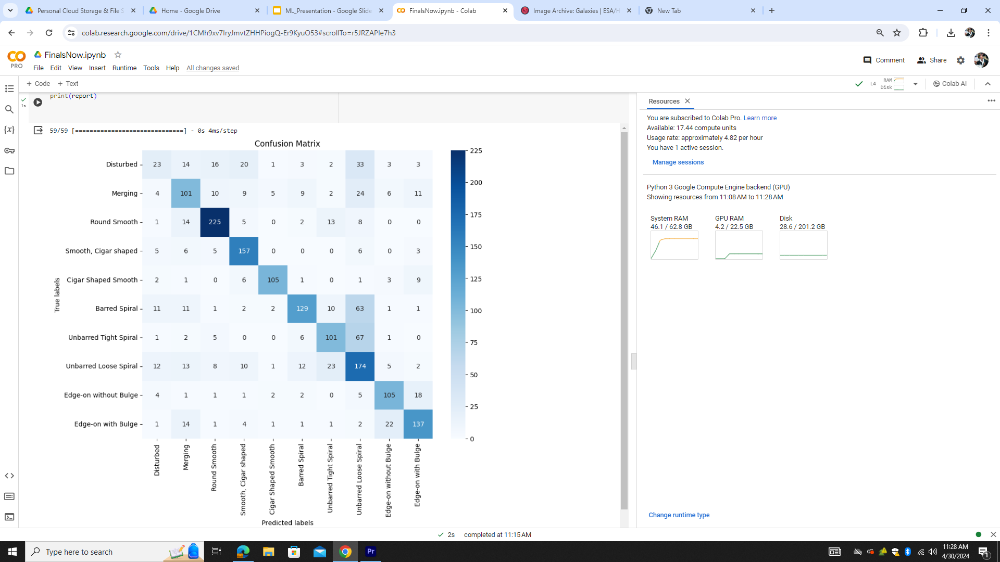 Personal Cloud Storage & File S
Home - Google Drive
ML_Presentation - Google Slide
FinalsNow.ipynb - Colab
Image Archive: Galaxies | ESA/H
New Tab
colab.research.google.com/drive/1CMh9xv7IryJmvtZHHPiogQ-Er9KyuO53#scrollTo=r5JRZAPIe7h3
PRO
FinalsNow.ipynb
File Edit View Insert Runtime Tools Help All changes saved
Comment
Share
+ Code + Text
L4
RAM
Disk
Colab AI
1s
print(report)
59/59 [==============================] - 0s 4ms/step
Confusion Matrix
True labels
Disturbed 23 14 16 20 1 3 2 33 3 3
Merging 4 101 10 9 5 9 2 24 6 11
Round Smooth 1 14 225 5 0 2 13 8 0 0
Smooth, Cigar shaped 5 6 5 157 0 0 0 6 0 3
Cigar Shaped Smooth 2 1 0 6 105 1 0 1 3 9
Barred Spiral 11 11 1 2 2 129 10 63 1 1
Unbarred Tight Spiral 1 2 5 0 0 6 101 67 1 0
Unbarred Loose Spiral 12 13 8 10 1 12 23 174 5 2
Edge-on without Bulge 4 1 1 1 2 2 0 5 105 18
Edge-on with Bulge 1 14 1 4 1 1 1 2 22 137
Disturbed
Merging
Round Smooth
Smooth, Cigar shaped
Cigar Shaped Smooth
Barred Spiral
Unbarred Tight Spiral
Unbarred Loose Spiral
Edge-on without Bulge
Edge-on with Bulge
Predicted labels
225
200
175
150
125
100
75
50
25
0
Resources
You are subscribed to Colab Pro. Learn more
Available: 17.44 compute units
Usage rate: approximately 4.82 per hour
You have 1 active session.
Manage sessions
Python 3 Google Compute Engine backend (GPU)
Showing resources from 11:08 AM to 11:28 AM
System RAM
46.1 / 62.8 GB
GPU RAM
4.2 / 22.5 GB
Disk
28.6 / 201.2 GB
Change runtime type
2s completed at 11:15 AM
Type here to search
Pr
11:28 AM
4/30/2024
1